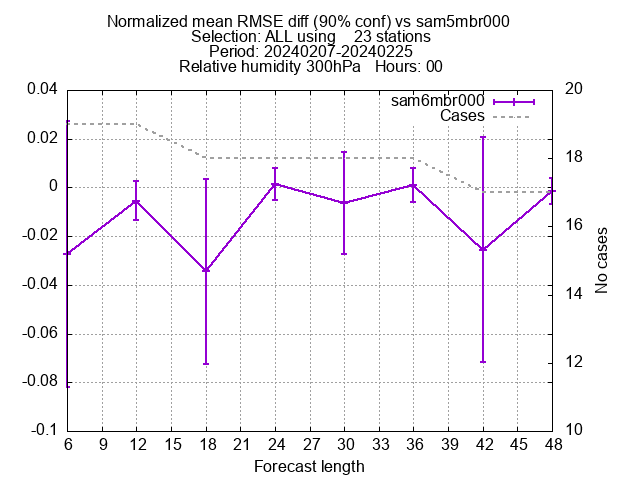 Normalized mean RMSE diff (90% conf) vs sam5mbr000
Selection: ALL using    23 stations
Period: 20240207-20240225
Relative humidity 300hPa   Hours: 00
sam6mbr000
Cases
0.04
0.02
0
-0.02
-0.04
-0.06
-0.08
-0.1
20
18
16
14
12
10
No cases
6 9 12 15 18 21 24 27 30 33 36 39 42 45 48
Forecast length